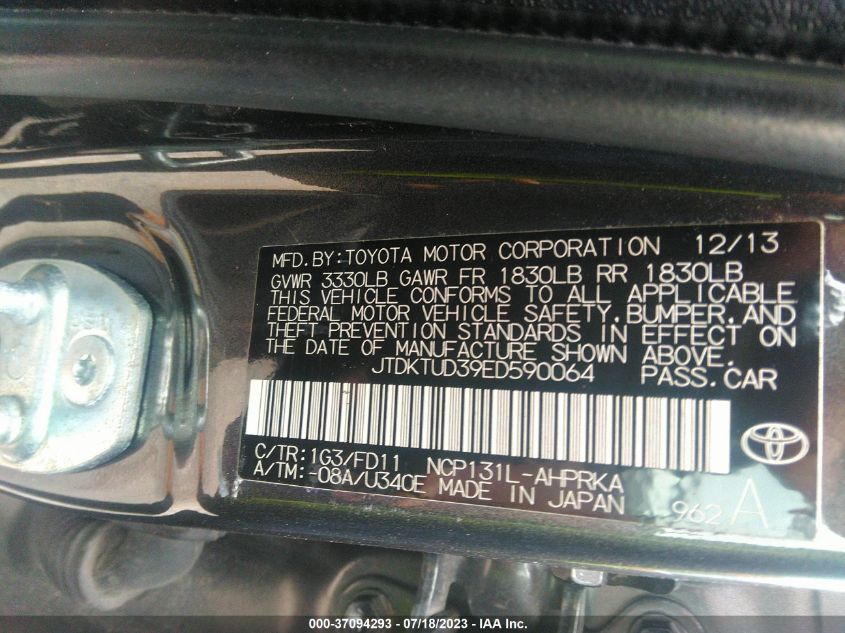 MFD. BY: TOYOTA MOTOR CORPORATION 12/13
GVWR 3330LB GAWR FR 1830LB RR 1830LB
THIS VEHICLE CONFORMS TO ALL APPLICABLE
FEDERAL MOTOR VEHICLE SAFETY, BUMPER, AND
THEFT PREVENTION STANDARDS IN EFFECT ON
THE DATE OF MANUFACTURE SHOWN ABOVE.
JTDKTUD39ED590064 PASS. CAR
C/TR: 1G3/FD11 NCP131L-AHPRKA
A/TM: -08A/U340E MADE IN JAPAN
962 A
000-37094293 - 07/18/2023 - IAA Inc.